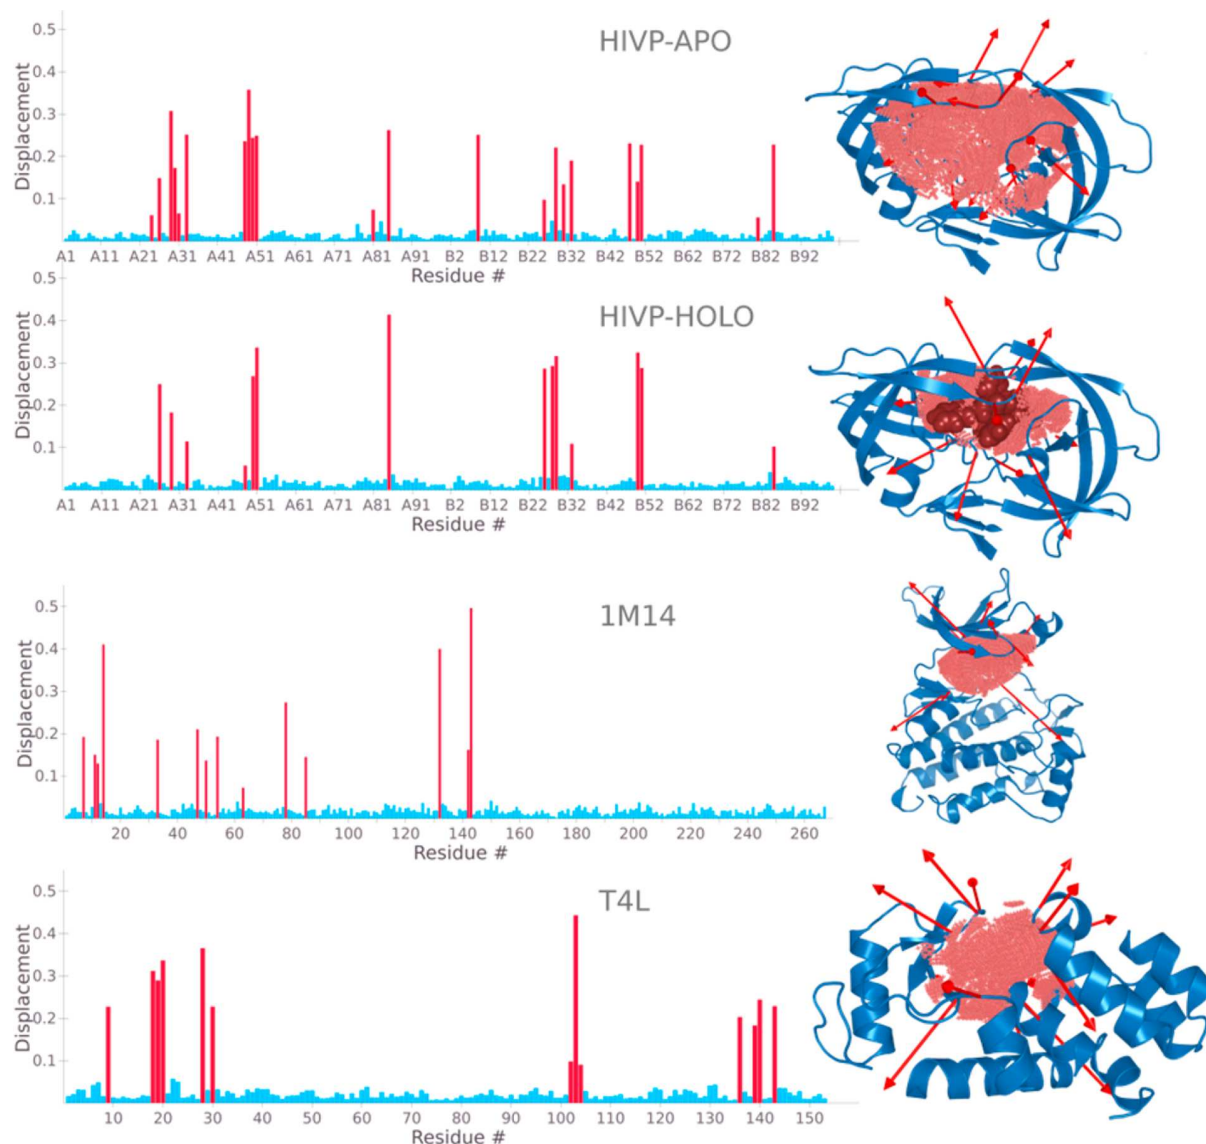 HIVP-APO
Displacement
0.5
0.4
0.3
0.2
0.1
A1 A11 A21 A31 A41 A51 A61 A71 A81 A91 B2 B12 B22 B32 B42 B52 B62 B72 B82 B92
Residue #
HIVP-HOLO
Displacement
0.4
0.3
0.2
0.1
A1 A11 A21 A31 A41 A51 A61 A71 A81 A91 B2 B12 B22 B32 B42 B52 B62 B72 B82 B92
Residue #
1M14
Displacement
0.5
0.4
0.3
0.2
0.1
20 40 60 80 100 120 140 160 180 200 220 240 260
Residue #
T4L
Displacement
0.5
0.4
0.3
0.2
0.1
10 20 30 40 50 60 70 80 90 100 110 120 130 140 150
Residue #